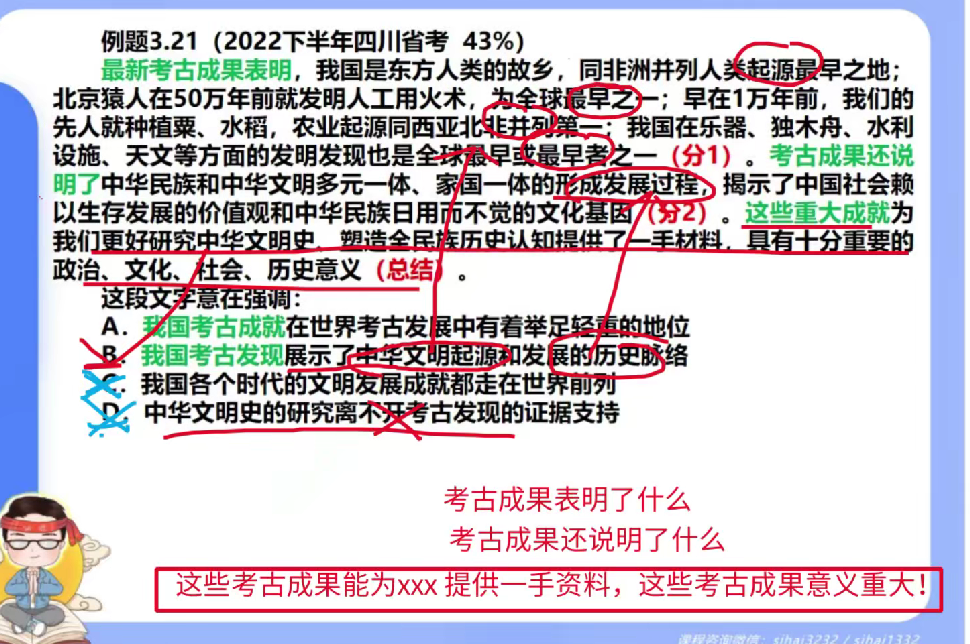 例题3.21（2022下半年四川省考 43%）
最新考古成果表明，我国是东方人类的故乡，同非洲并列人类起源最早之地；
北京猿人在50万年前就发明人工用火术，为全球最早之一；早在1万年前，我们的
先人就种植粟、水稻，农业起源同西亚北非并列第一；我国在乐器、独木舟、水利
设施、天文等方面的发明发现也是全球最早或最早者之一（分1）。考古成果还说
明了中华民族和中华文明多元一体、家国一体的形成发展过程，揭示了中国社会赖
以生存发展的价值观和中华民族日用而不觉的文化基因（分2）。这些重大成就为
我们更好研究中华文明史、塑造全民族历史认知提供了一手材料，具有十分重要的
政治、文化、社会、历史意义（总结）。
这段文字意在强调：
A．我国考古成就在世界考古发展中有着举足轻重的地位
B．我国考古发现展示了中华文明起源和发展的历史脉络
C．我国各个时代的文明发展成就都走在世界前列
D．中华文明史的研究离不开考古发现的证据支持
考古成果表明了什么
考古成果还说明了什么
这些考古成果能为xxx 提供一手资料，这些考古成果意义重大！
课程咨询微信：sihai3232 / sihai1332